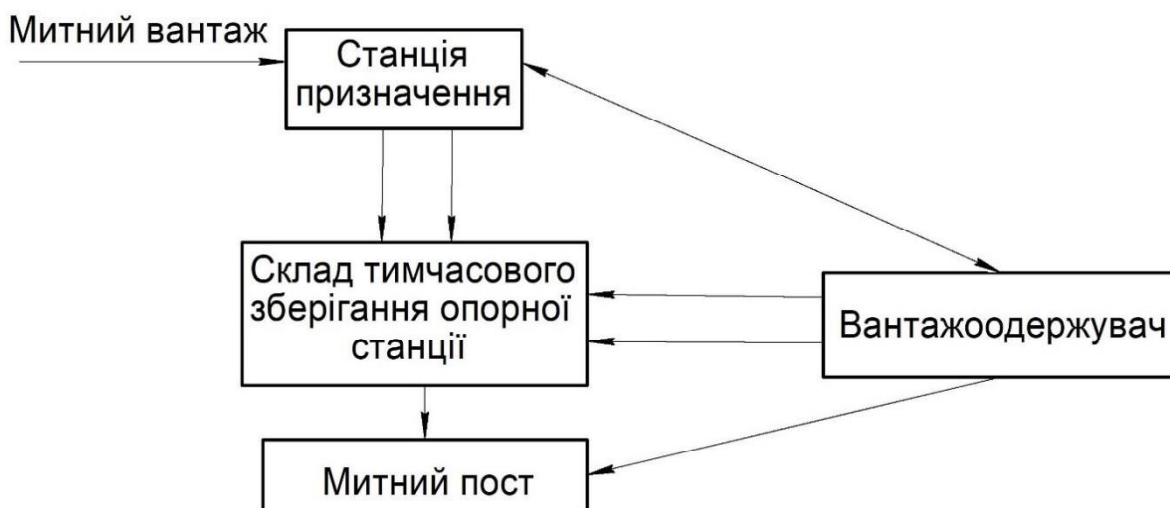 Митний вантаж
Станція
призначення
Склад тимчасового
зберігання опорної
станції
Вантажоодержувач
Митний пост